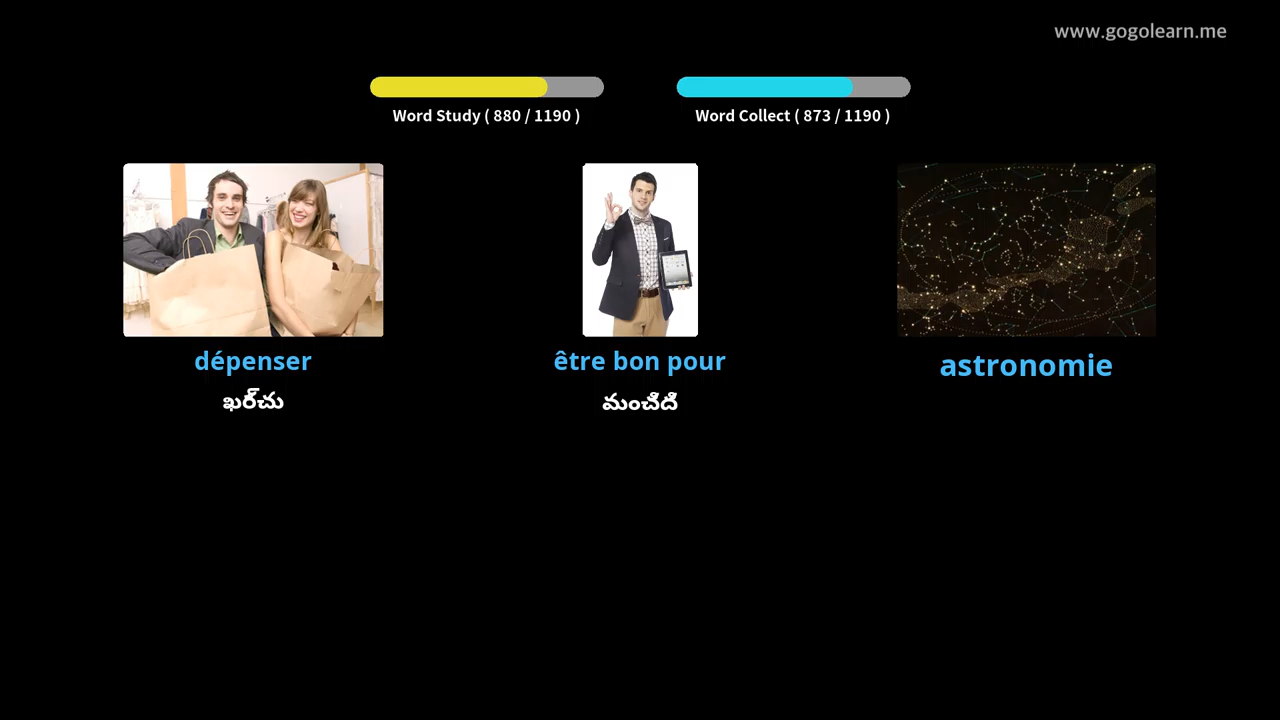 www.gogolearn.me
Word Study ( 880 / 1190 )
Word Collect ( 873 / 1190 )
dépenser
être bon pour
astronomie
ఖర్చు
మంచిది